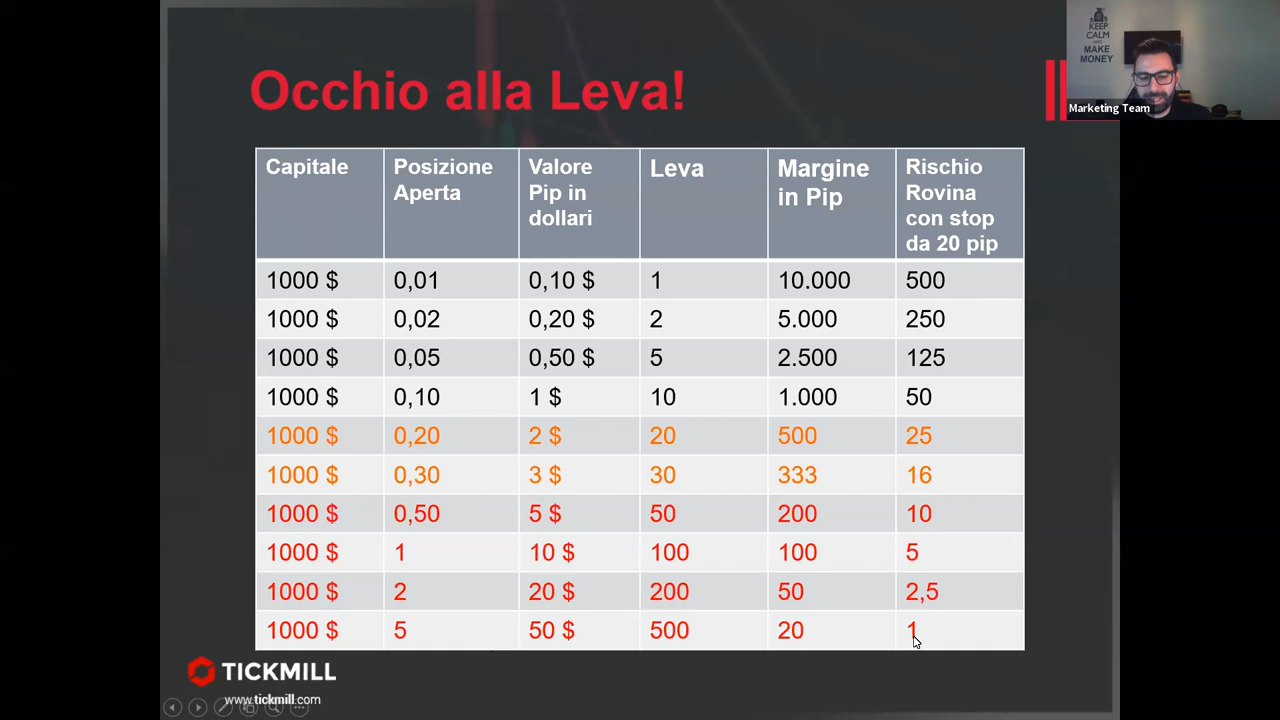 Occhio alla Leva!
KEEP
CALM
AND
MAKE
MONEY
Marketing Team
Capitale Posizione Aperta Valore Pip in dollari Leva Margine in Pip Rischio Rovina con stop da 20 pip
1000 $ 0,01 0,10 $ 1 10.000 500
1000 $ 0,02 0,20 $ 2 5.000 250
1000 $ 0,05 0,50 $ 5 2.500 125
1000 $ 0,10 1 $ 10 1.000 50
1000 $ 0,20 2 $ 20 500 25
1000 $ 0,30 3 $ 30 333 16
1000 $ 0,50 5 $ 50 200 10
1000 $ 1 10 $ 100 100 5
1000 $ 2 20 $ 200 50 2,5
1000 $ 5 50 $ 500 20 1
TICKMILL
www.tickmill.com